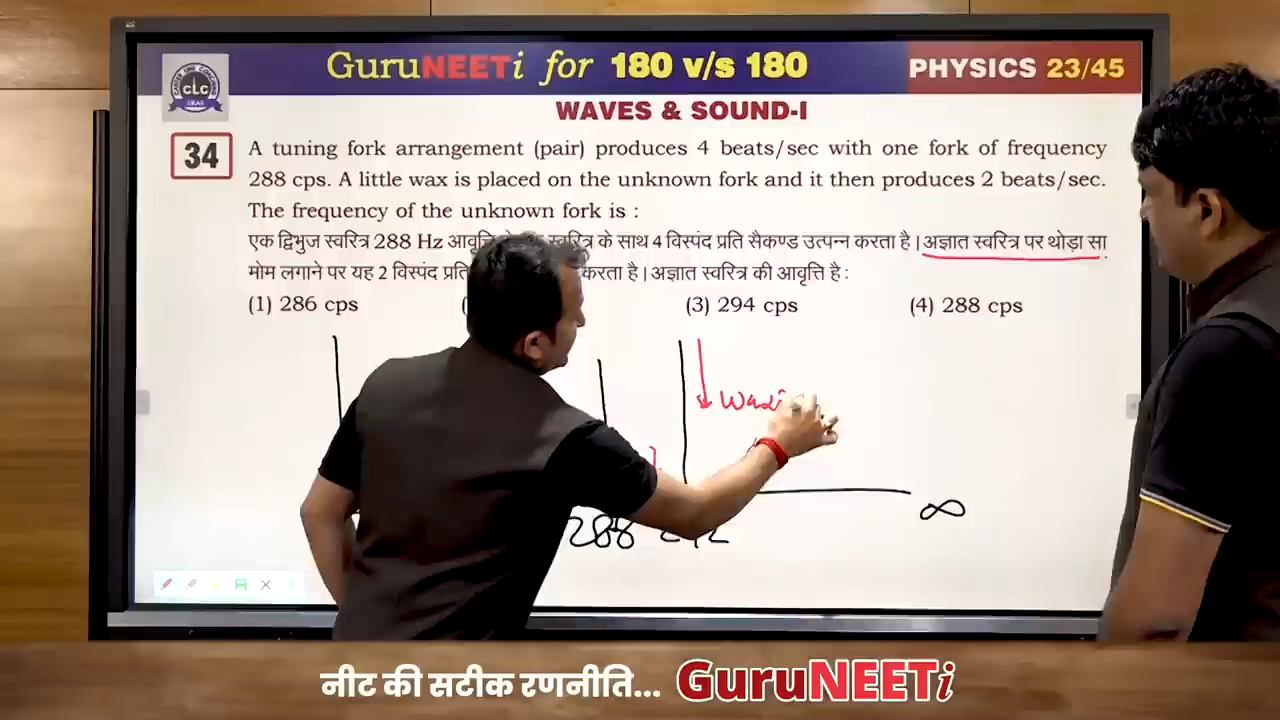 GuruNEETi for 180 v/s 180
PHYSICS 23/45
CLC
SIKAR
WAVES & SOUND-I
34
A tuning fork arrangement (pair) produces 4 beats/sec with one fork of frequency
288 cps. A little wax is placed on the unknown fork and it then produces 2 beats/sec.
The frequency of the unknown fork is :
एक द्विभुज स्वरित्र 288 Hz आवृत्ति स्वरित्र के साथ 4 विस्पंद प्रति सैकण्ड उत्पन्न करता है। अज्ञात स्वरित्र पर थोड़ा सा
मोम लगाने पर यह 2 विस्पंद प्रति करता है। अज्ञात स्वरित्र की आवृत्ति है :
(1) 286 cps (3) 294 cps (4) 288 cps
288
∞
नीट की सटीक रणनीति... GuruNEETi